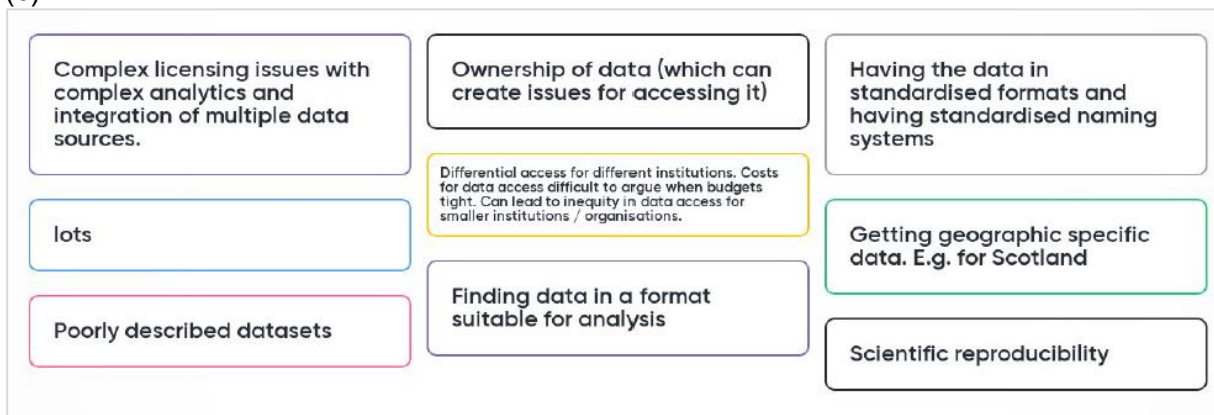 Complex licensing issues with
complex analytics and
integration of multiple data
sources.
lots
Poorly described datasets
Ownership of data (which can
create issues for accessing it)
Differential access for different institutions. Costs
for data access difficult to argue when budgets
tight. Can lead to inequity in data access for
smaller institutions / organisations.
Finding data in a format
suitable for analysis
Having the data in
standardised formats and
having standardised naming
systems
Getting geographic specific
data. E.g. for Scotland
Scientific reproducibility